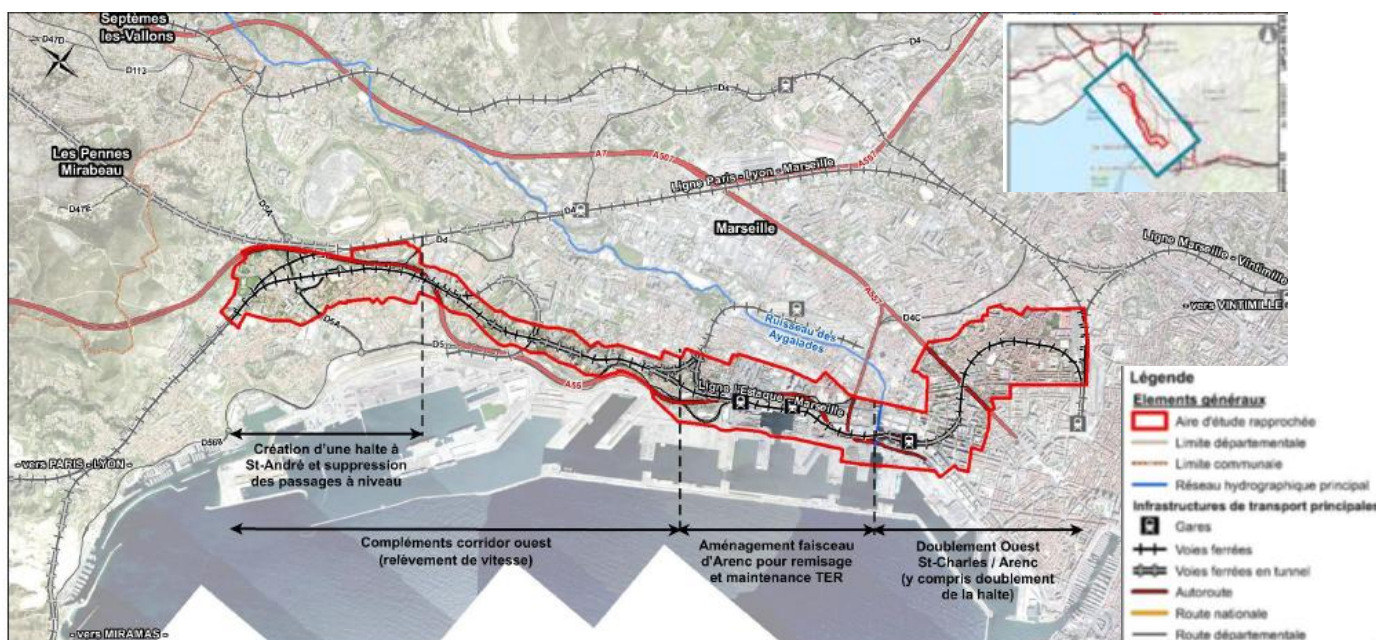 Septèmes
les-Vallons
D47D
D113
D4
D4
Les Pennes
Mirabeau
D47E
D5A
A7
A507
A507
Ligne Paris - Lyon - Marseille
D4
D4
Marseille
Ligne Marseille - Vintimille
- vers VINTIMILLE -
Ruisseau des
Aygalades
A557
D4C
D5A
D5
A55
Ligne L'Estaque - Marseille
D568
- vers PARIS - LYON -
Création d'une halte à
St-André et suppression
des passages à niveau
Compléments corridor ouest
(relèvement de vitesse)
Aménagement faisceau
d'Arenc pour remisage
et maintenance TER
Doublement Ouest
St-Charles / Arenc
(y compris doublement
de la halte)
- vers MIRAMAS -
Légende
Elements généraux
Aire d'étude rapprochée
Limite départementale
Limite communale
Réseau hydrographique principal
Infrastructures de transport principales
Gares
Voies ferrées
Voies ferrées en tunnel
Autoroute
Route nationale
Route départementale